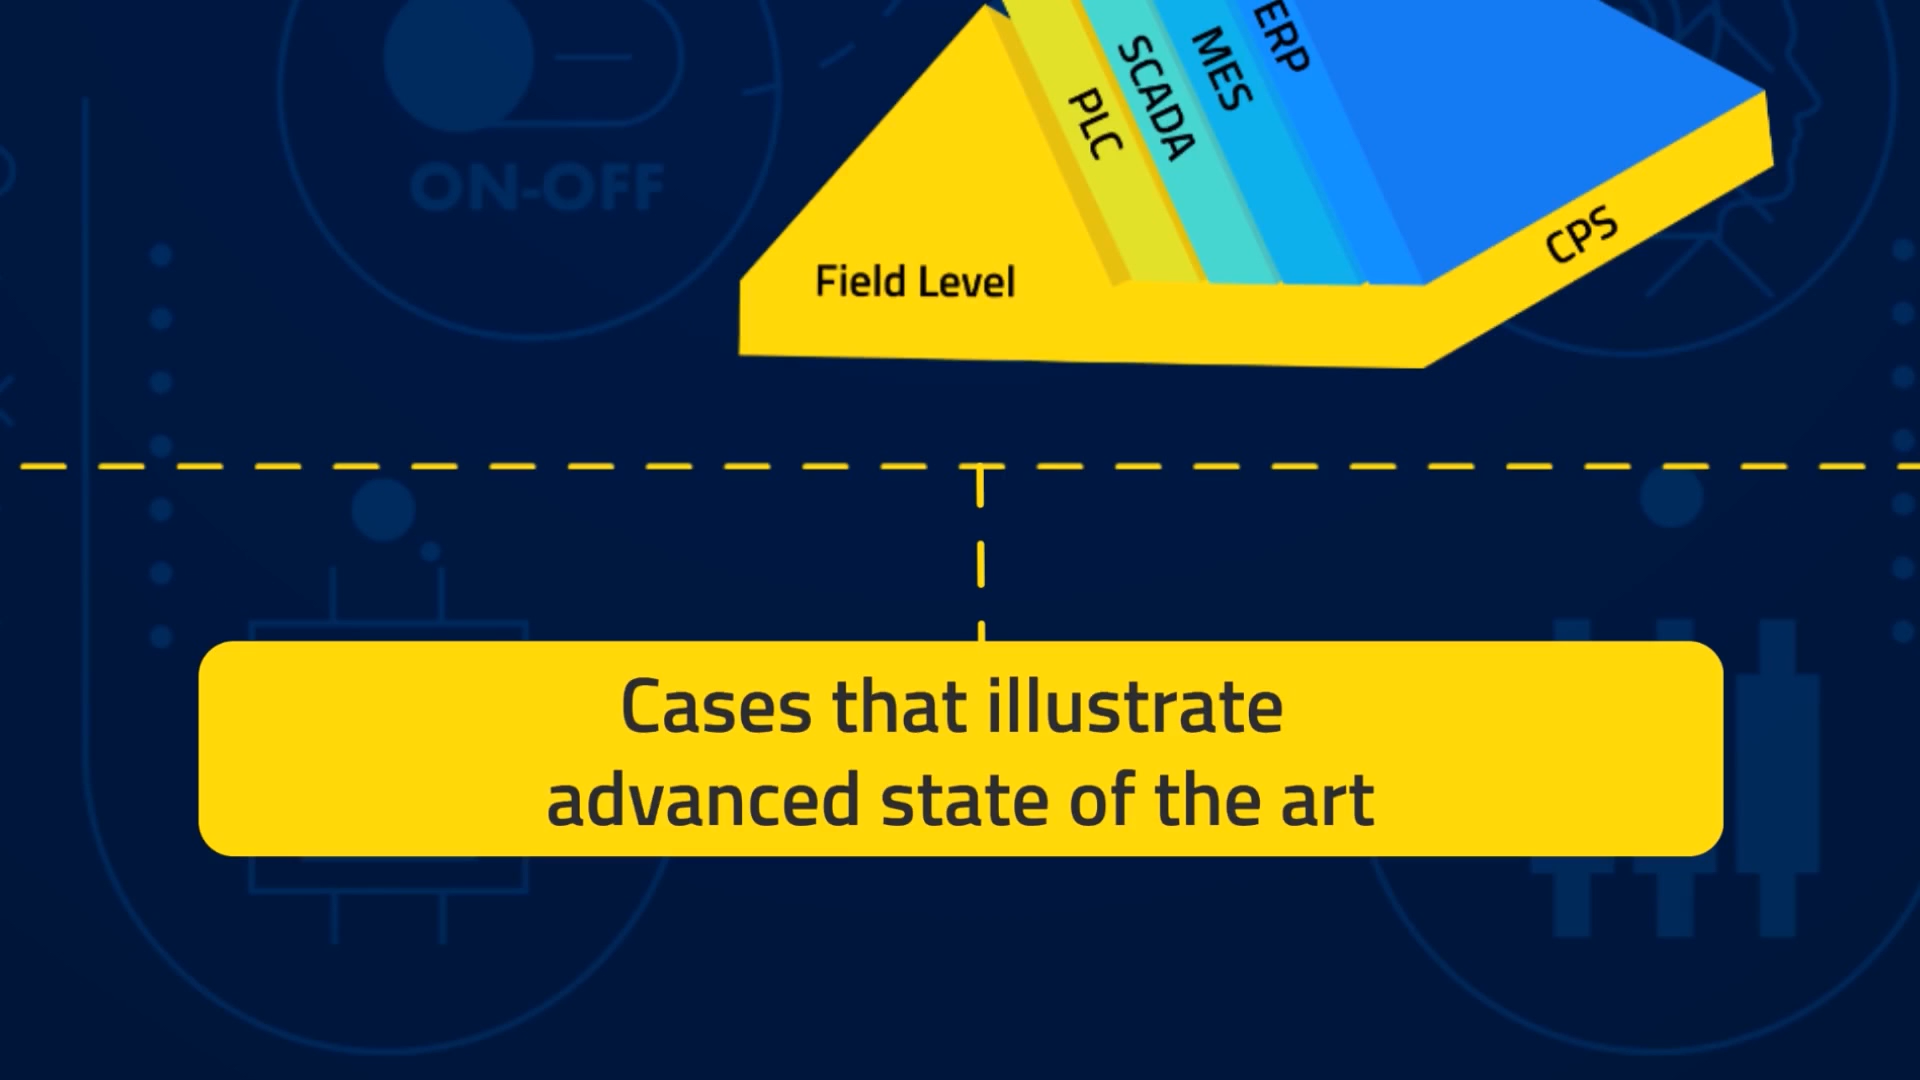 ERP
MES
SCADA
PLC
ON-OFF
CPS
Field Level
Cases that illustrate
advanced state of the art